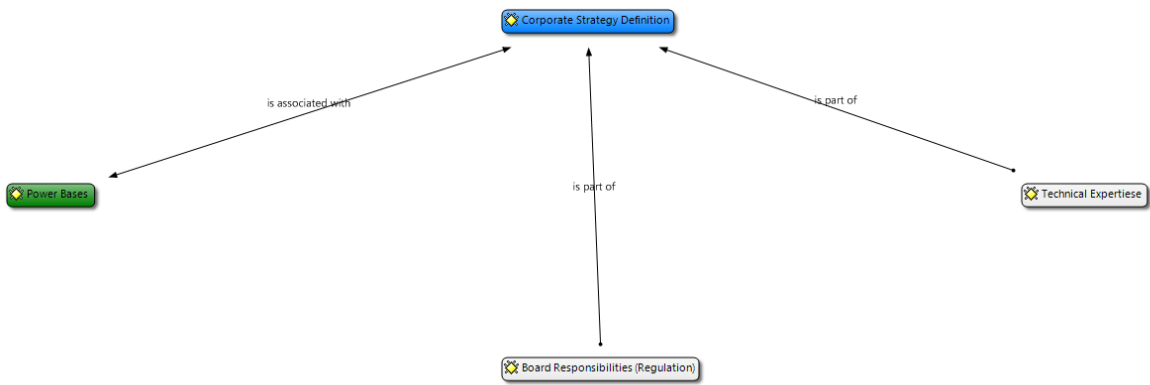 Corporate Strategy Definition
is associated with
is part of
is part of
Power Bases
Technical Expertiese
Board Responsibilities (Regulation)